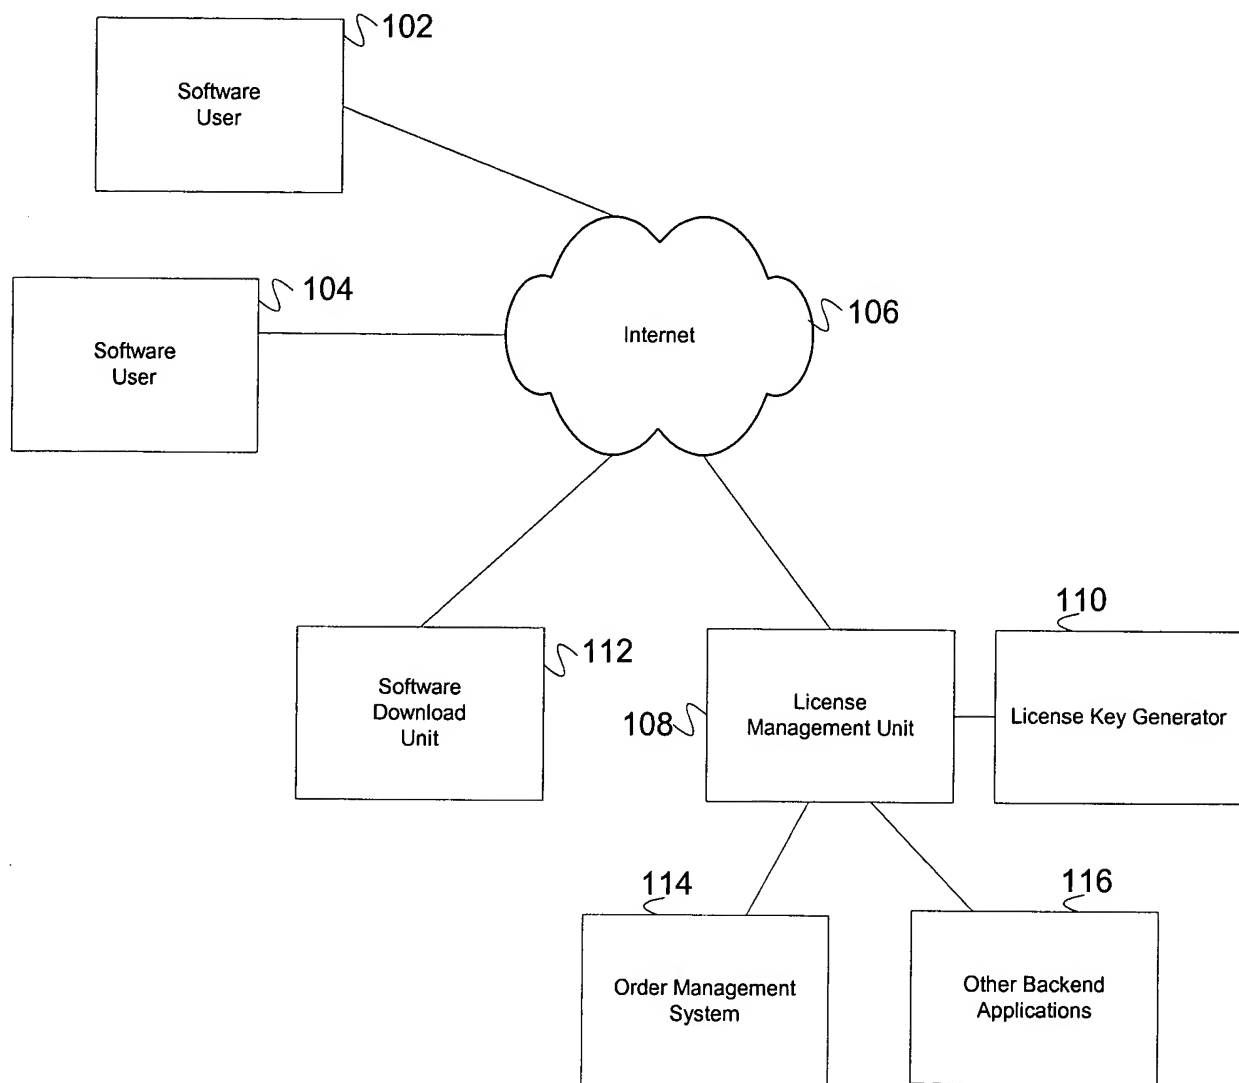 102
Software
User
104
Software
User
106
Internet
112
Software
Download
Unit
108
License
Management Unit
110
License Key Generator
114
Order Management
System
116
Other Backend
Applications